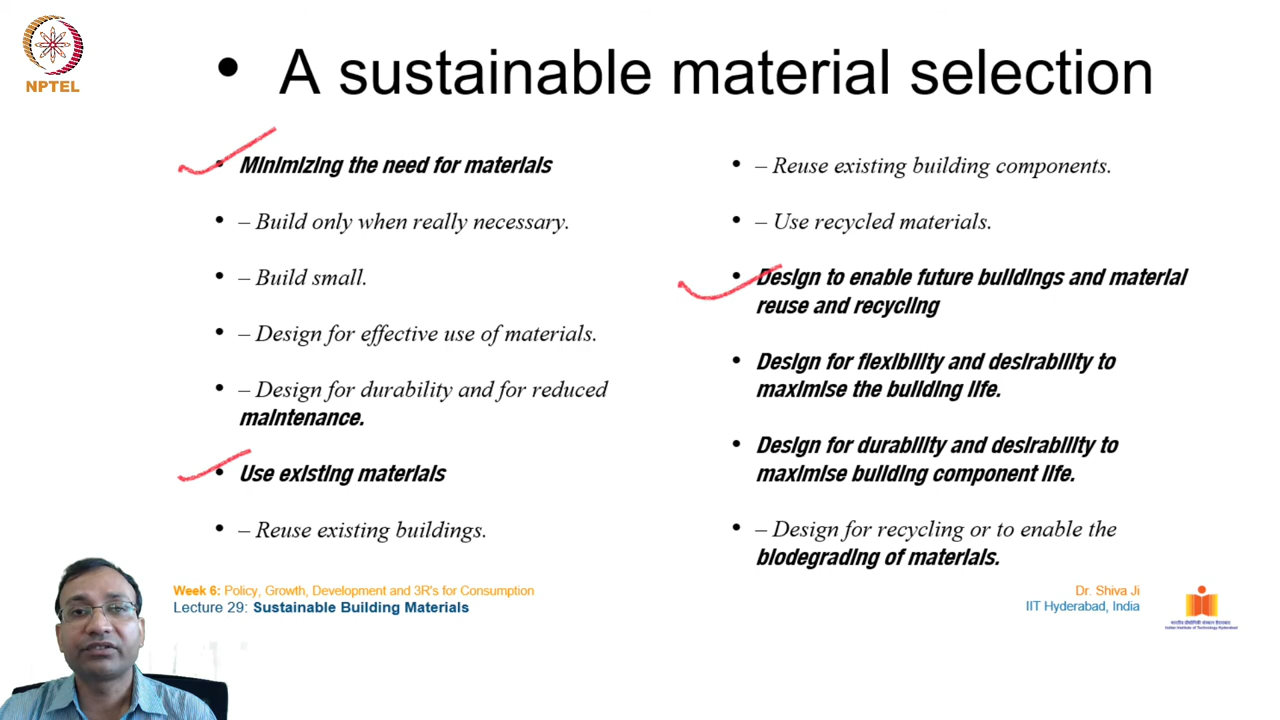 NPTEL
• A sustainable material selection
• Minimizing the need for materials
• – Build only when really necessary.
• – Build small.
• – Design for effective use of materials.
• – Design for durability and for reduced
maintenance.
• Use existing materials
• – Reuse existing buildings.
• – Reuse existing building components.
• – Use recycled materials.
• Design to enable future buildings and material
reuse and recycling
• Design for flexibility and desirability to
maximise the building life.
• Design for durability and desirability to
maximise building component life.
• – Design for recycling or to enable the
biodegrading of materials.
Week 6: Policy, Growth, Development and 3R's for Consumption
Lecture 29: Sustainable Building Materials
Dr. Shiva Ji
IIT Hyderabad, India
Indian Institute of Technology Hyderabad